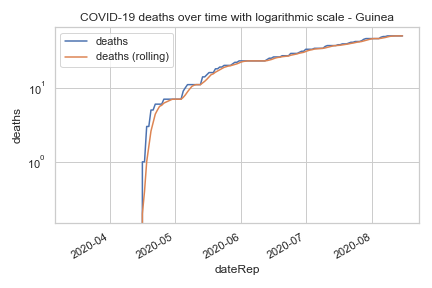 COVID-19 deaths over time with logarithmic scale - Guinea
deaths
deaths (rolling)
10¹
10⁰
deaths
2020-04
2020-05
2020-06
2020-07
2020-08
dateRep